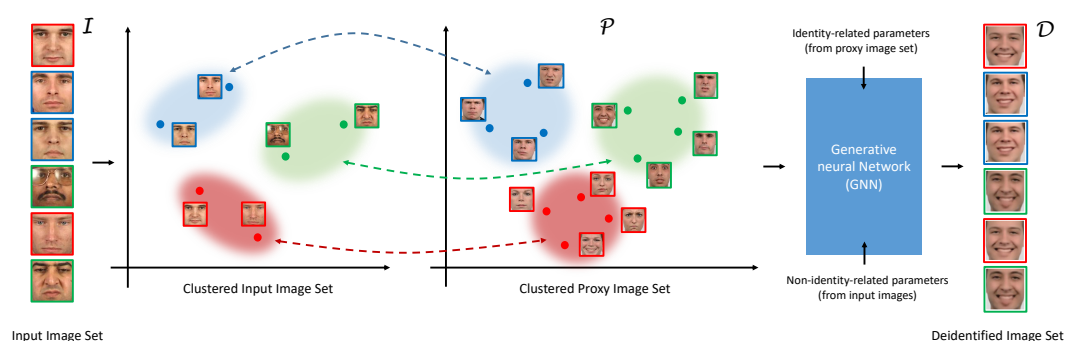 I
P
D
Identity-related parameters
(from proxy image set)
Generative
neural Network
(GNN)
Clustered Input Image Set
Clustered Proxy Image Set
Non-identity-related parameters
(from input images)
Input Image Set
Deidentified Image Set